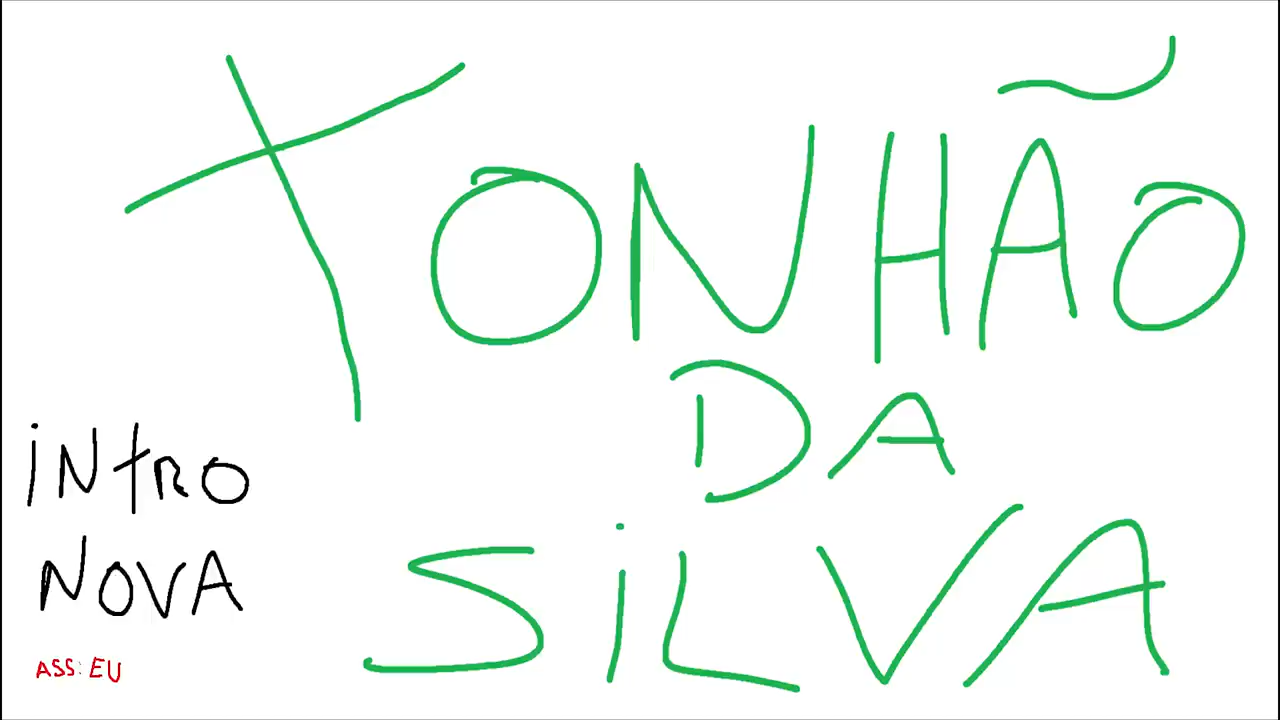 TONHÃO
DA
SiLVA
iNtRO
NOVA
ASS: EU